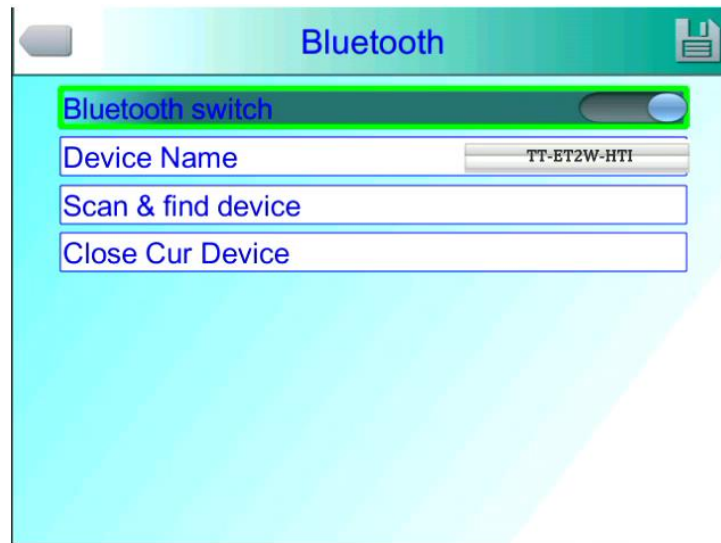 Bluetooth
Bluetooth switch
Device Name TT-ET2W-HTI
Scan & find device
Close Cur Device